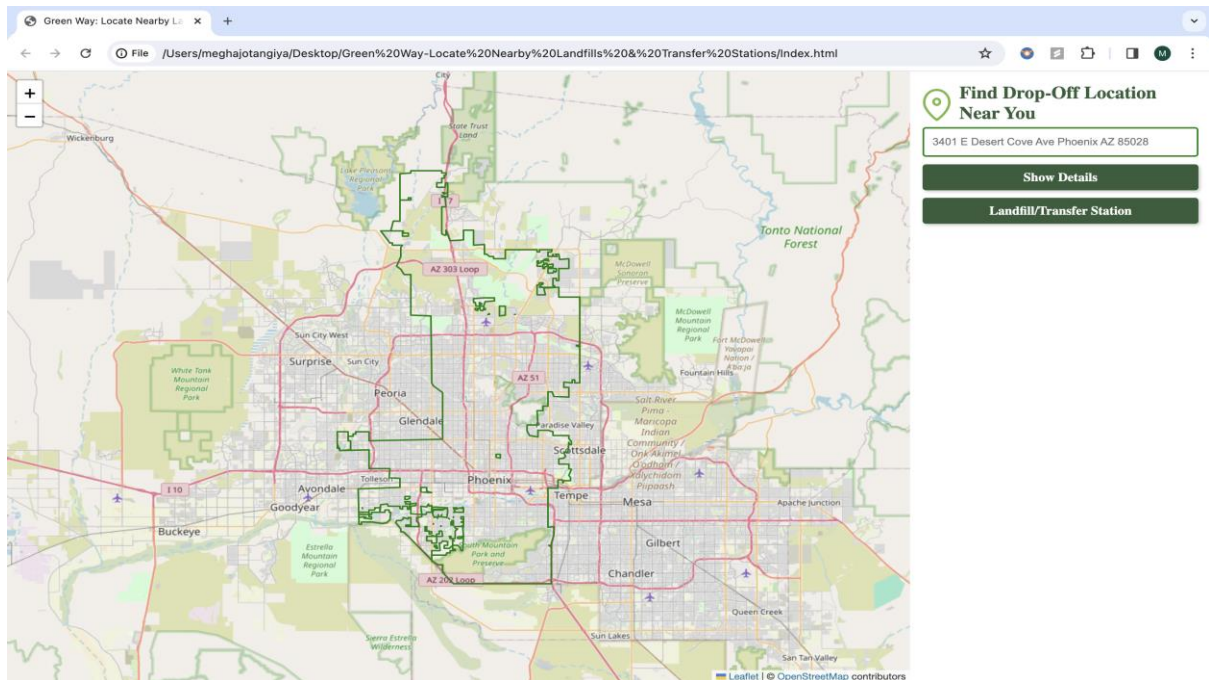 Green Way: Locate Nearby La
File
/Users/meghajotangiya/Desktop/Green%20Way-Locate%20Nearby%20Landfills%20&%20Transfer%20Stations/Index.html
M
+
−
City
Wickenburg
State Trust
Land
Lake Pleasant
Regional
Park
Tonto National
Forest
AZ 303 Loop
McDowell
Sonoran
Preserve
McDowell
Mountain
Regional
Park
Sun City West
Surprise
Sun City
Fort McDowell
Yavapai
Nation /
Fountain Hills
White Tank
Mountain
Regional
Park
AZ 51
Peoria
Glendale
Paradise Valley
Scottsdale
Salt River
Pima -
Maricopa
Indian
Community /
Onk Akimel
O'odham /
Piipaash
I 10
Tolleson
Avondale
Goodyear
Phoenix
Tempe
Mesa
Apache Junction
Buckeye
Estrella
Mountain
Regional
Park
South Mountain
Park and
Preserve
AZ 202 Loop
Gilbert
Chandler
Queen Creek
Sierra Estrella
Wilderness
Sun Lakes
San Tan Valley
Leaflet | © OpenStreetMap contributors
Find Drop-Off Location
Near You
3401 E Desert Cove Ave Phoenix AZ 85028
Show Details
Landfill/Transfer Station